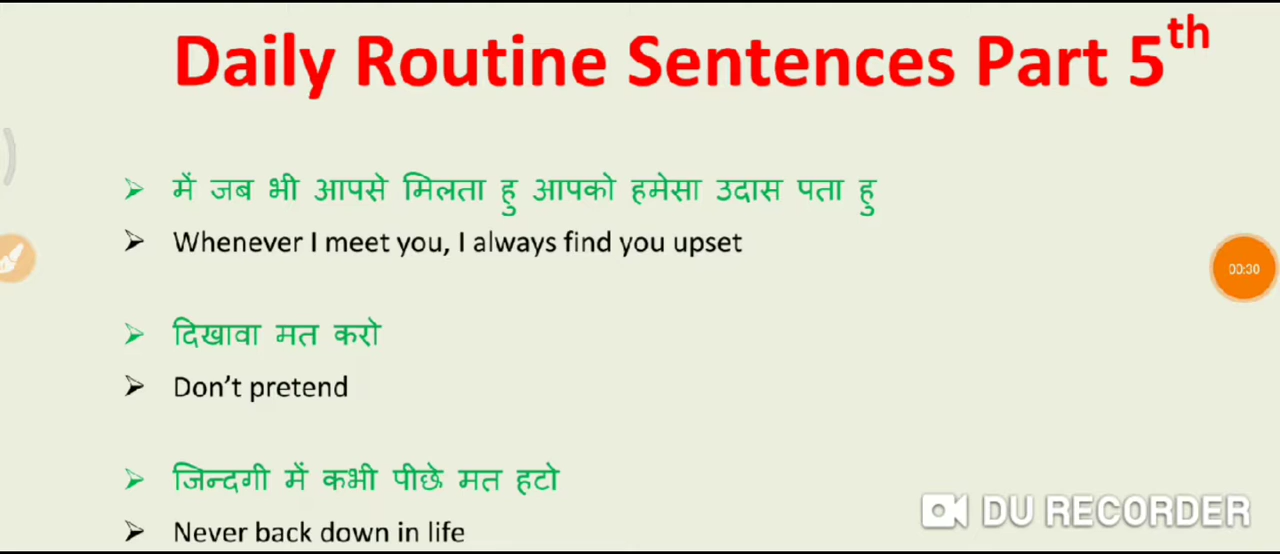 Daily Routine Sentences Part 5th
➢ में जब भी आपसे मिलता हु आपको हमेसा उदास पता हु
➢ Whenever I meet you, I always find you upset
00:30
➢ दिखावा मत करो
➢ Don't pretend
➢ जिन्दगी में कभी पीछे मत हटो
➢ Never back down in life
DU RECORDER